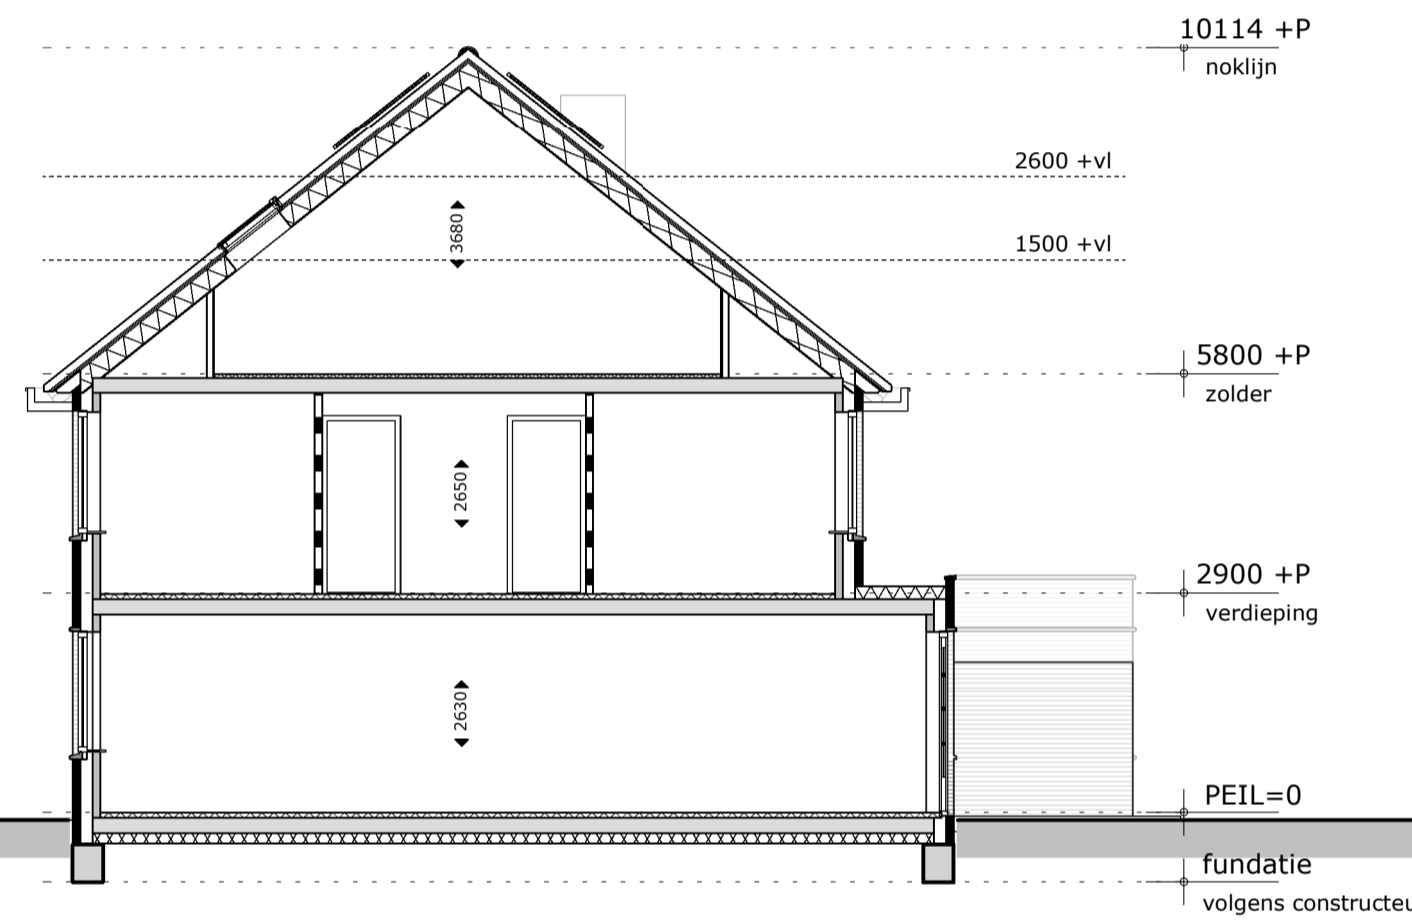 10114 +P
noklijn
2600 +vl
3680
1500 +vl
5800 +P
zolder
2650
2900 +P
verdieping
2630
PEIL=0
fundatie
volgens constructeu